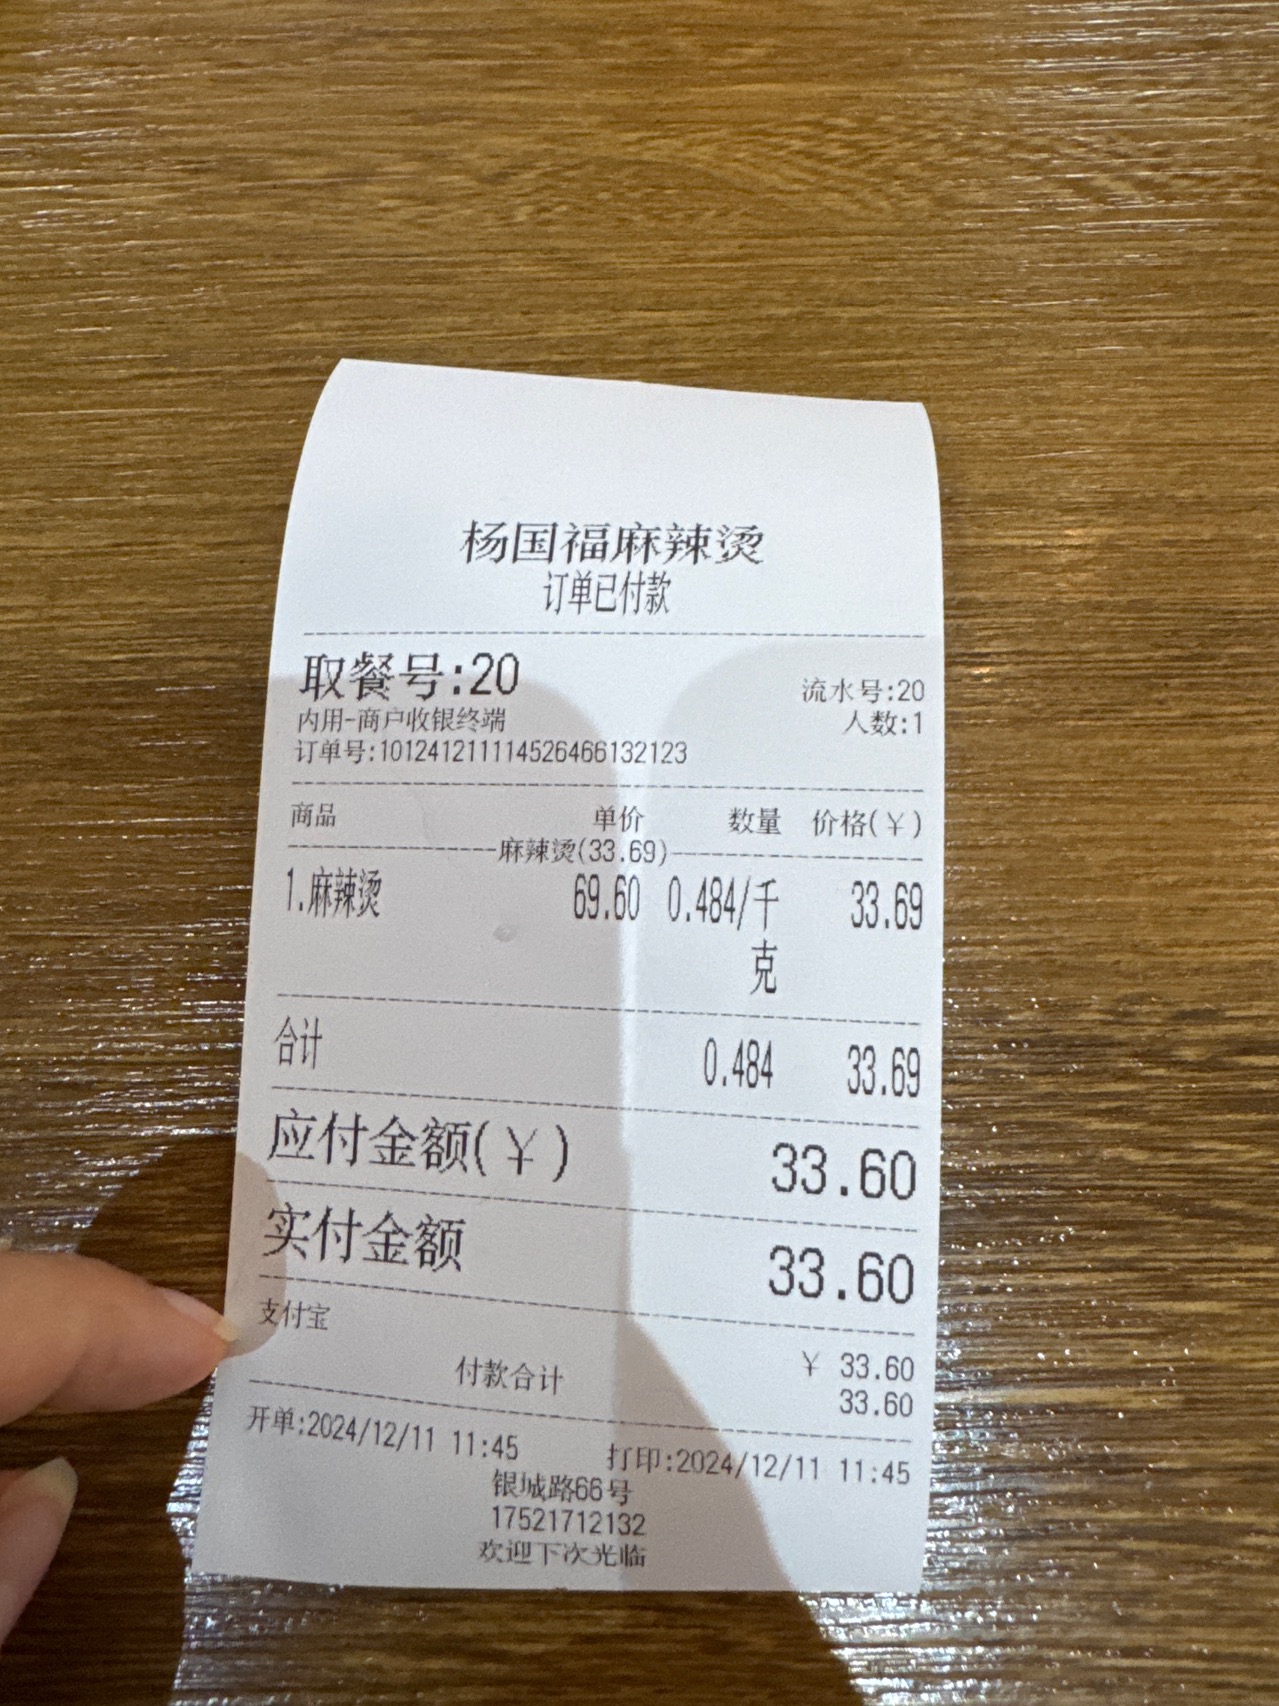 杨国福麻辣烫
订单已付款
取餐号:20 流水号:20
内用-商户收银终端 人数:1
订单号:101241211114526466132123
商品 单价 数量 价格(￥)
麻辣烫(33.69)
1.麻辣烫 69.60 0.484/千 33.69
克
合计 0.484 33.69
应付金额(￥) 33.60
实付金额 33.60
支付宝 ￥ 33.60
付款合计 33.60
开单:2024/12/11 11:45 打印:2024/12/11 11:45
银城路66号
17521712132
欢迎下次光临